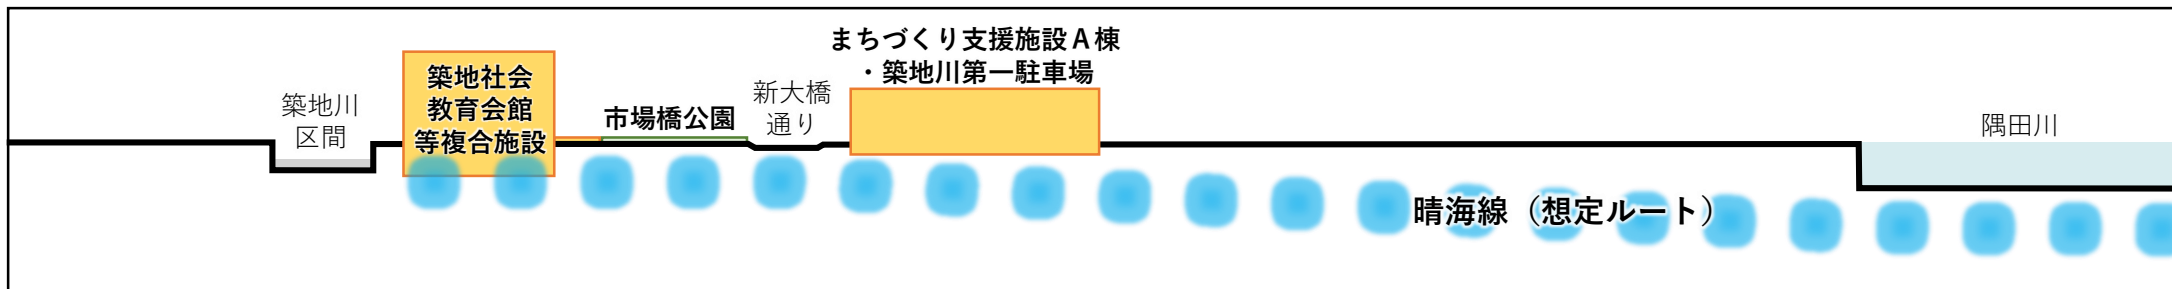 築地川
区間
築地社会
教育会館
等複合施設
市場橋公園
新大橋
通り
まちづくり支援施設A棟
・築地川第一駐車場
晴海線（想定ルート）
隅田川